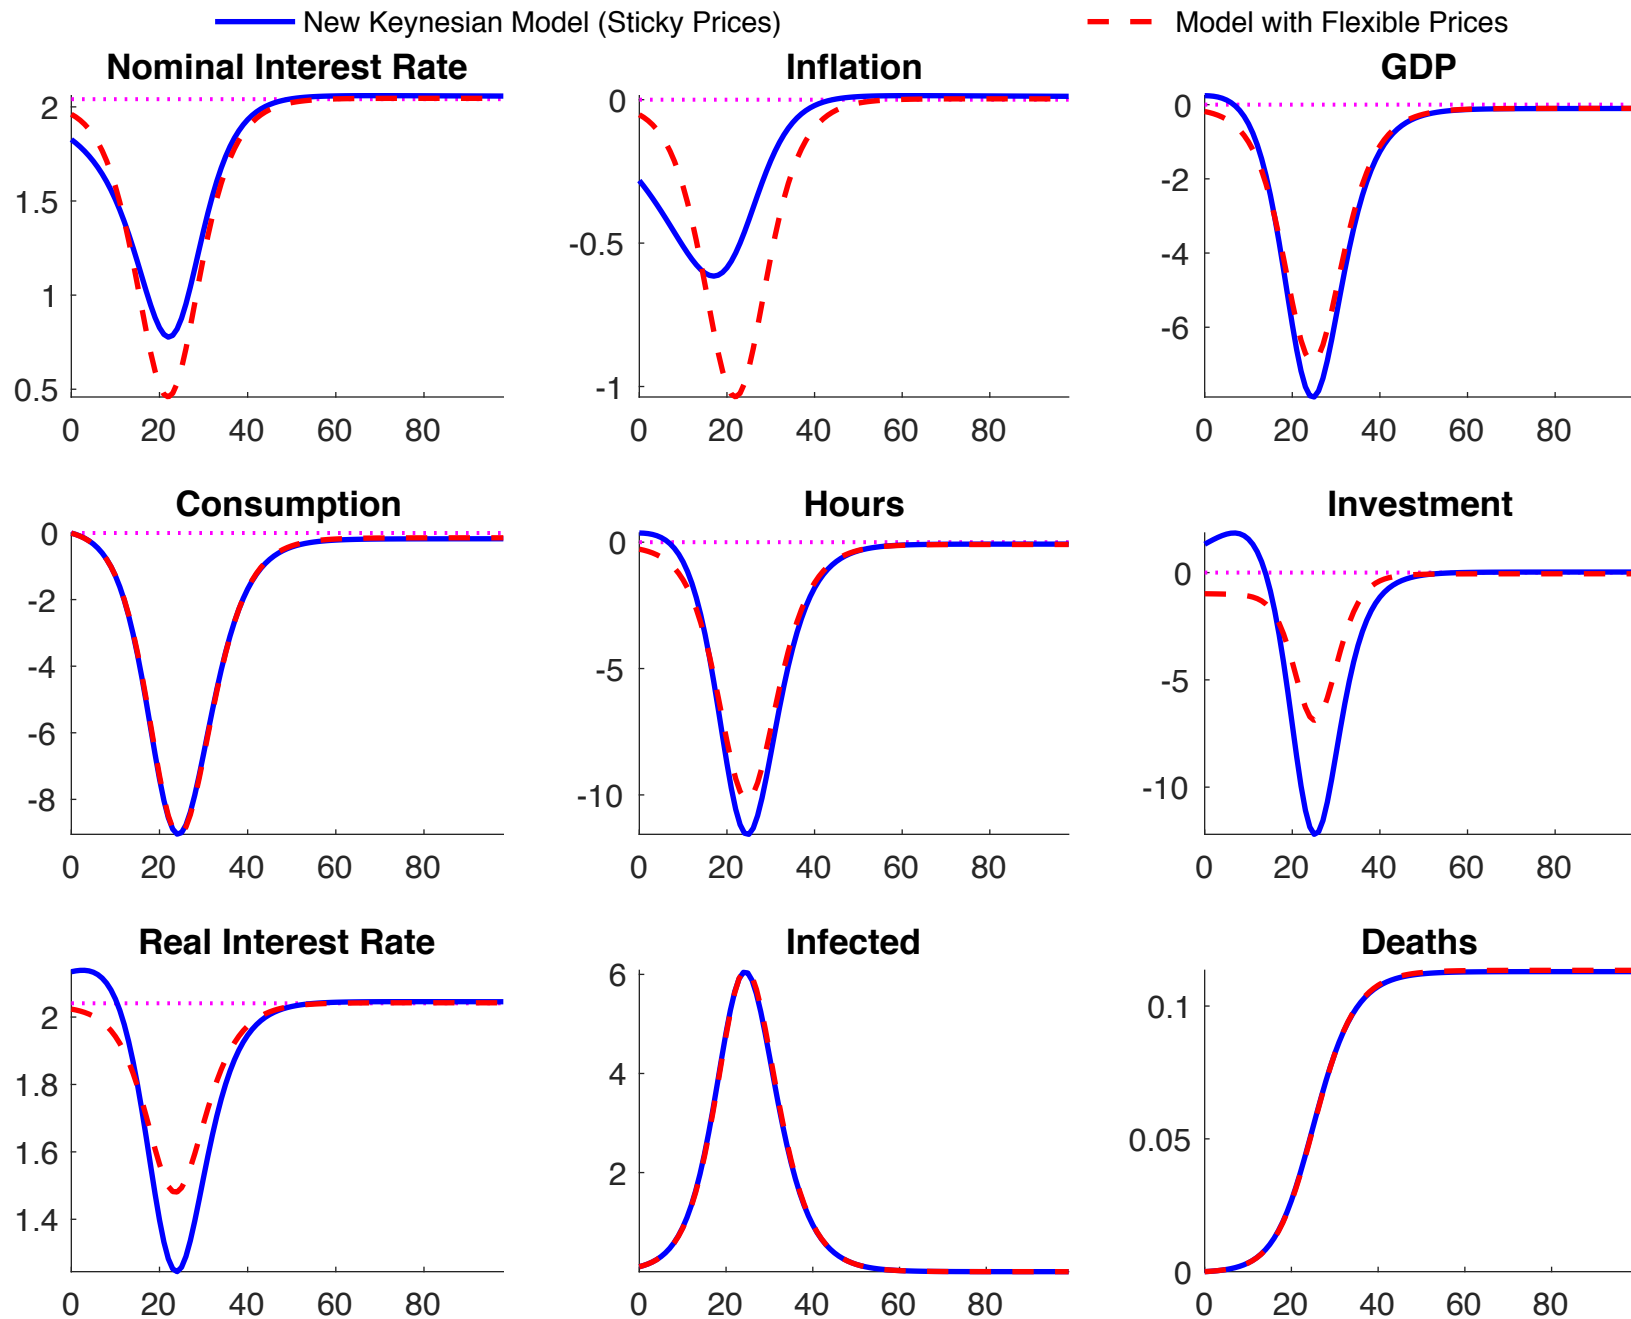 New Keynesian Model (Sticky Prices)
Model with Flexible Prices
Nominal Interest Rate
2
1.5
1
0.5
0 20 40 60 80
Inflation
0
-0.5
-1
0 20 40 60 80
GDP
0
-2
-4
-6
0 20 40 60 80
Consumption
0
-2
-4
-6
-8
0 20 40 60 80
Hours
0
-5
-10
0 20 40 60 80
Investment
0
-5
-10
0 20 40 60 80
Real Interest Rate
2
1.8
1.6
1.4
0 20 40 60 80
Infected
6
4
2
0 20 40 60 80
Deaths
0.1
0.05
0
0 20 40 60 80